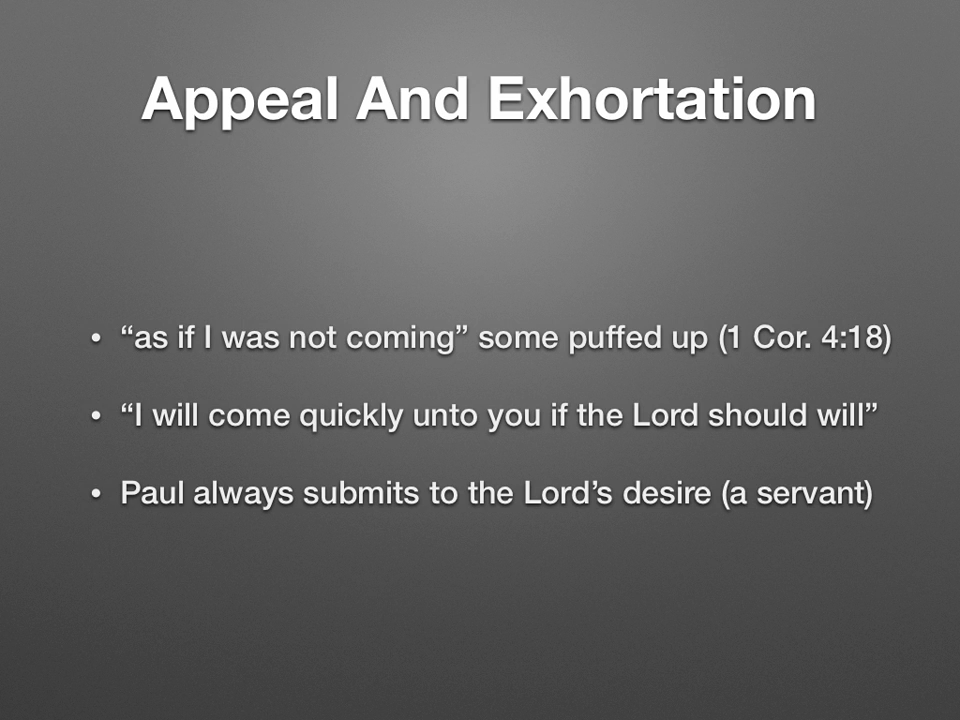 Appeal And Exhortation
• “as if I was not coming” some puffed up (1 Cor. 4:18)
• “I will come quickly unto you if the Lord should will”
• Paul always submits to the Lord’s desire (a servant)